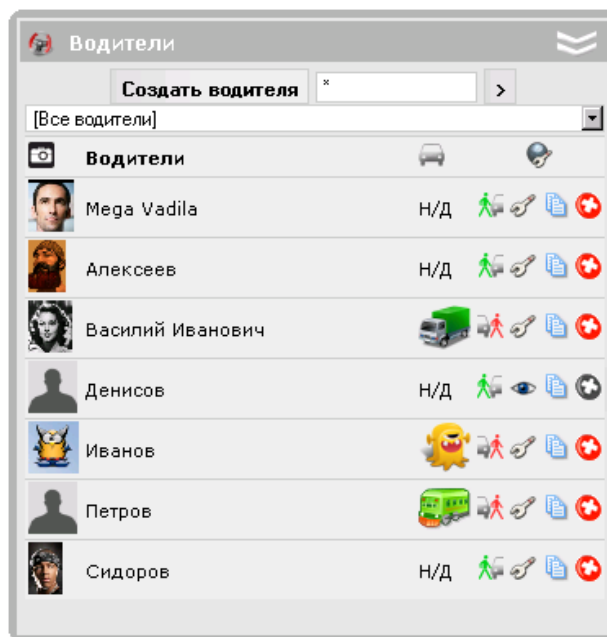 Водители
Создать водителя * >
[Все водители]
Водители
Mega Vadila Н/Д
Алексеев Н/Д
Василий Иванович
Денисов Н/Д
Иванов
Петров
Сидоров Н/Д